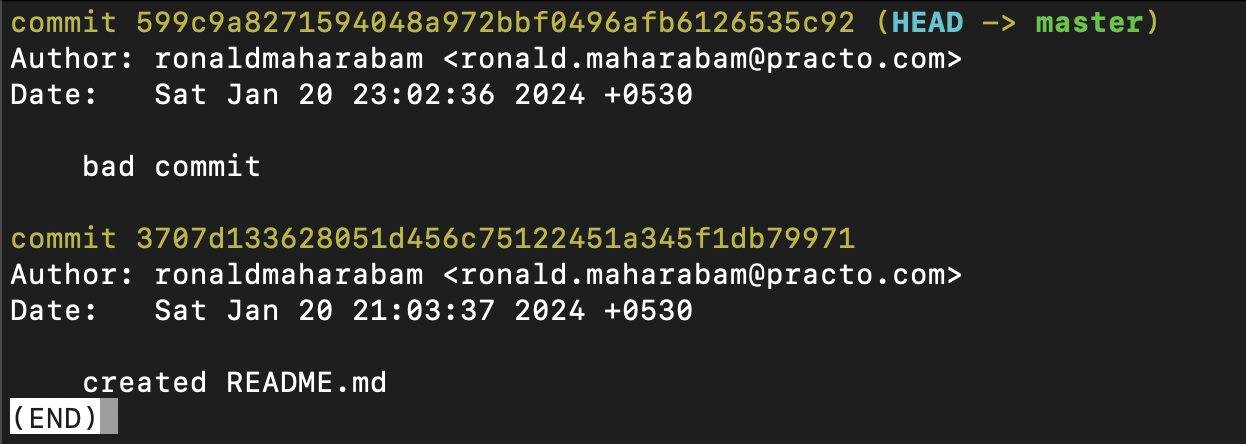 commit 599c9a8271594048a972bbf0496afb6126535c92 (HEAD -> master)
Author: ronaldmaharabam <ronald.maharabam@practo.com>
Date:   Sat Jan 20 23:02:36 2024 +0530
    bad commit
commit 3707d133628051d456c75122451a345f1db79971
Author: ronaldmaharabam <ronald.maharabam@practo.com>
Date:   Sat Jan 20 21:03:37 2024 +0530
    created README.md
(END)